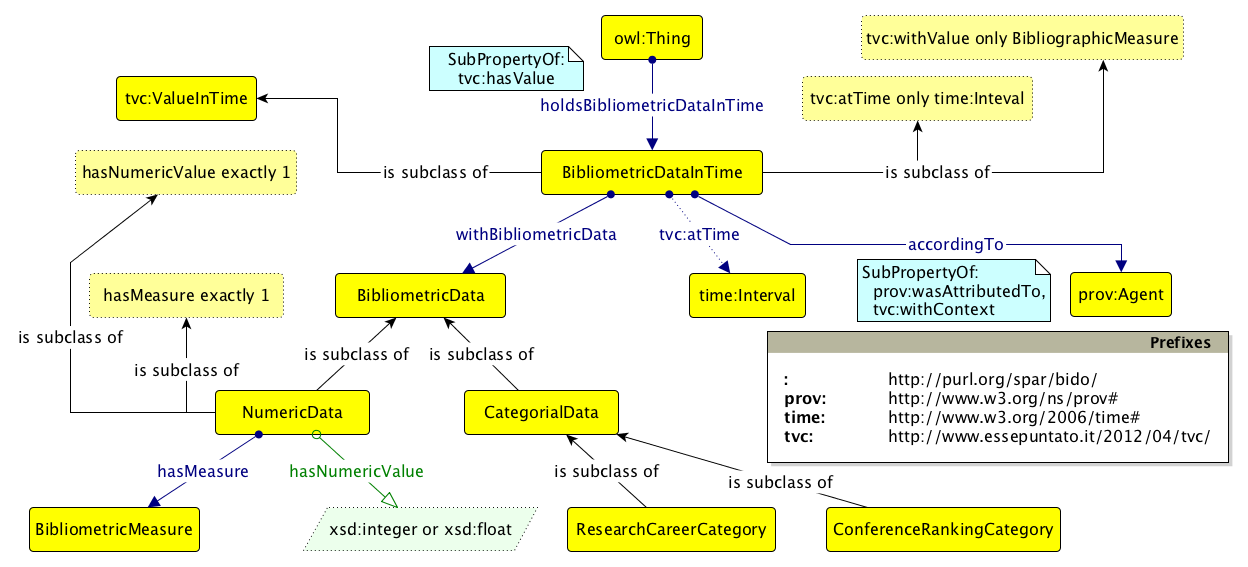 owl:Thing
tvc:withValue only BibliographicMeasure
SubPropertyOf:
tvc:hasValue
tvc:ValueInTime
holdsBibliometricDataInTime
tvc:atTime only time:Inteval
hasNumericValue exactly 1
is subclass of
BibliometricDataInTime
is subclass of
withBibliometricData
tvc:atTime
accordingTo
SubPropertyOf:
prov:wasAttributedTo,
tvc:withContext
hasMeasure exactly 1
BibliometricData
time:Interval
prov:Agent
is subclass of
is subclass of
is subclass of
is subclass of
Prefixes
: http://purl.org/spar/bido/
prov: http://www.w3.org/ns/prov#
time: http://www.w3.org/2006/time#
tvc: http://www.essepuntato.it/2012/04/tvc/
NumericData
CategorialData
hasMeasure
hasNumericValue
is subclass of
is subclass of
BibliometricMeasure
xsd:integer or xsd:float
ResearchCareerCategory
ConferenceRankingCategory